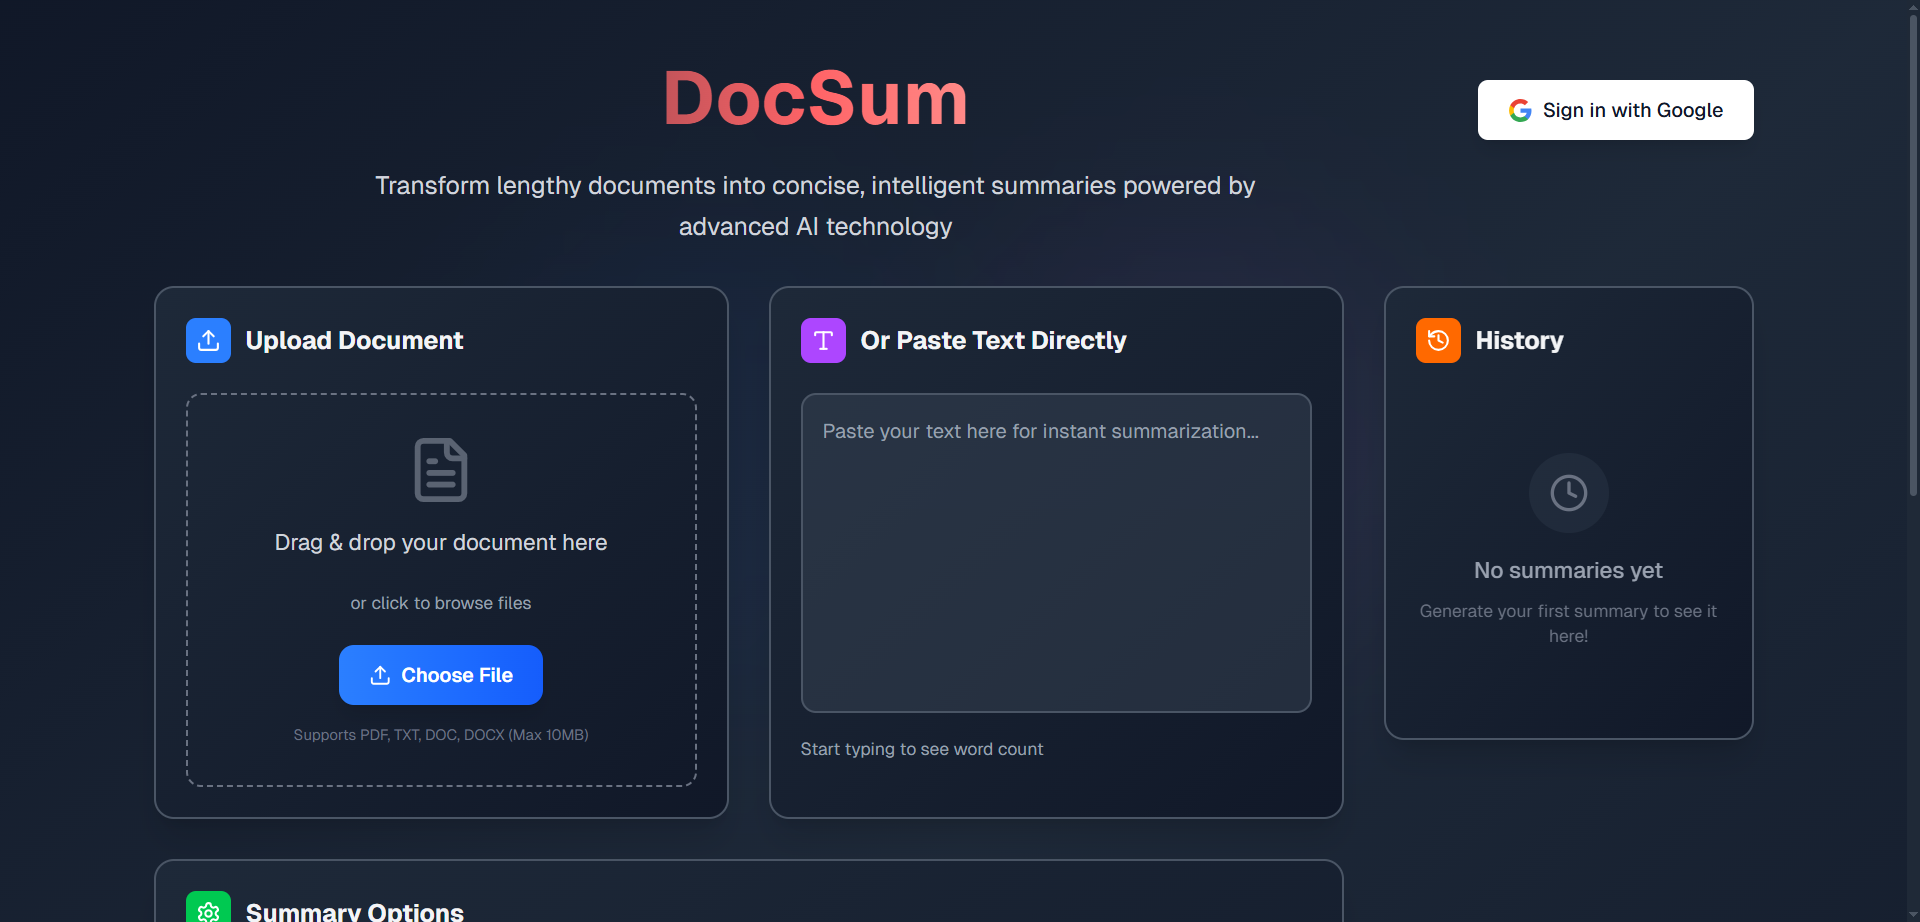 DocSum
Sign in with Google
Transform lengthy documents into concise, intelligent summaries powered by
advanced AI technology
Upload Document
Drag & drop your document here
or click to browse files
Choose File
Supports PDF, TXT, DOC, DOCX (Max 10MB)
Or Paste Text Directly
Paste your text here for instant summarization...
Start typing to see word count
History
No summaries yet
Generate your first summary to see it
here!
Summary Options